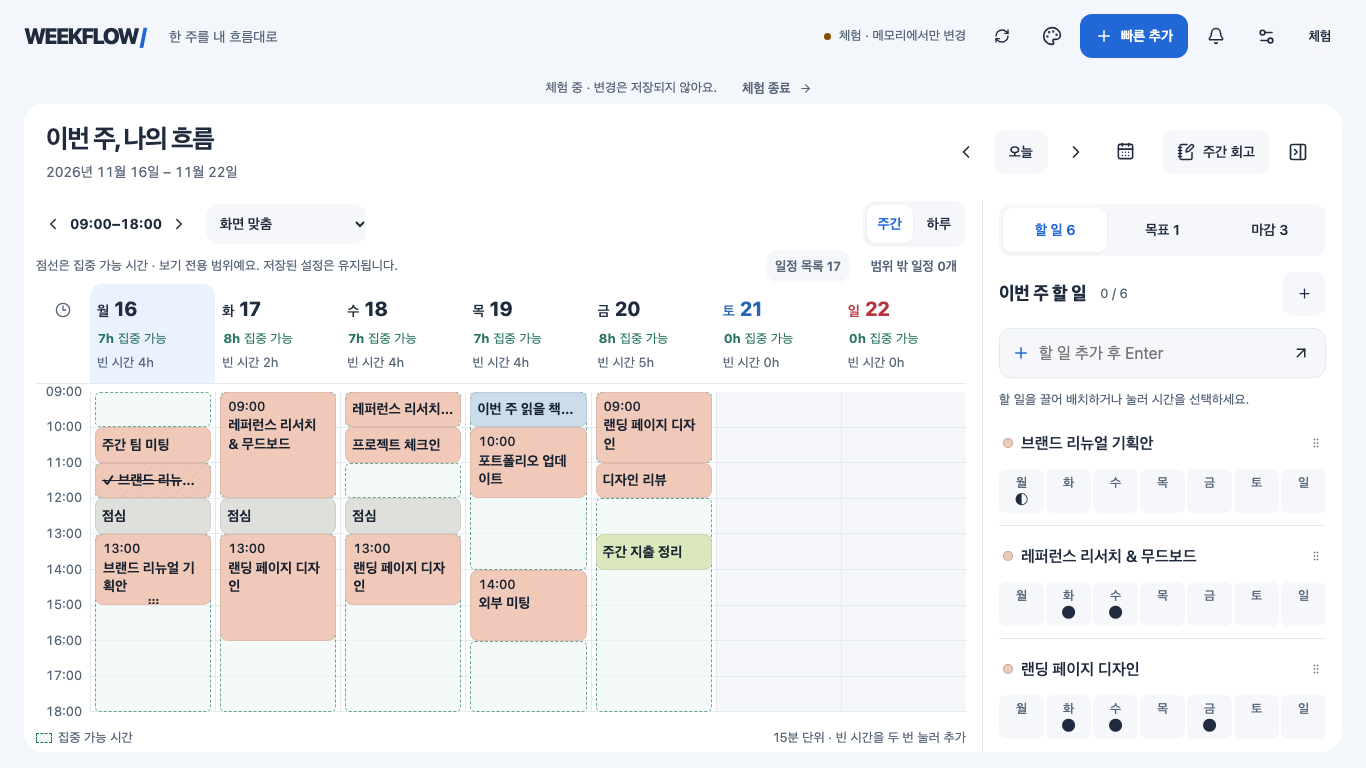 WEEKFLOW/
한 주를 내 흐름대로
체험 · 메모리에서만 변경
빠른 추가
체험
체험 중 · 변경은 저장되지 않아요.
체험 종료 →
이번 주, 나의 흐름
2026년 11월 16일 – 11월 22일
오늘
주간 회고
09:00–18:00
화면 맞춤
주간
하루
점선은 집중 가능 시간 · 보기 전용 범위예요. 저장된 설정은 유지됩니다.
일정 목록 17
범위 밖 일정 0개
월 16
7h 집중 가능
빈 시간 4h
화 17
8h 집중 가능
빈 시간 2h
수 18
7h 집중 가능
빈 시간 4h
목 19
7h 집중 가능
빈 시간 4h
금 20
8h 집중 가능
빈 시간 5h
토 21
0h 집중 가능
빈 시간 0h
일 22
0h 집중 가능
빈 시간 0h
09:00
10:00
11:00
12:00
13:00
14:00
15:00
16:00
17:00
18:00
주간 팀 미팅
✓ 브랜드 리뉴...
점심
13:00
브랜드 리뉴얼 기
획안
09:00
레퍼런스 리서치
& 무드보드
점심
13:00
랜딩 페이지 디자
인
레퍼런스 리서치...
프로젝트 체크인
점심
13:00
랜딩 페이지 디자
인
이번 주 읽을 책...
10:00
포트폴리오 업데
이트
14:00
외부 미팅
09:00
랜딩 페이지 디자
인
디자인 리뷰
주간 지출 정리
집중 가능 시간
15분 단위 · 빈 시간을 두 번 눌러 추가
할 일 6
목표 1
마감 3
이번 주 할 일
0 / 6
+
+ 할 일 추가 후 Enter
할 일을 끌어 배치하거나 눌러 시간을 선택하세요.
브랜드 리뉴얼 기획안
월 화 수 목 금 토 일
레퍼런스 리서치 & 무드보드
월 화 수 목 금 토 일
랜딩 페이지 디자인
월 화 수 목 금 토 일